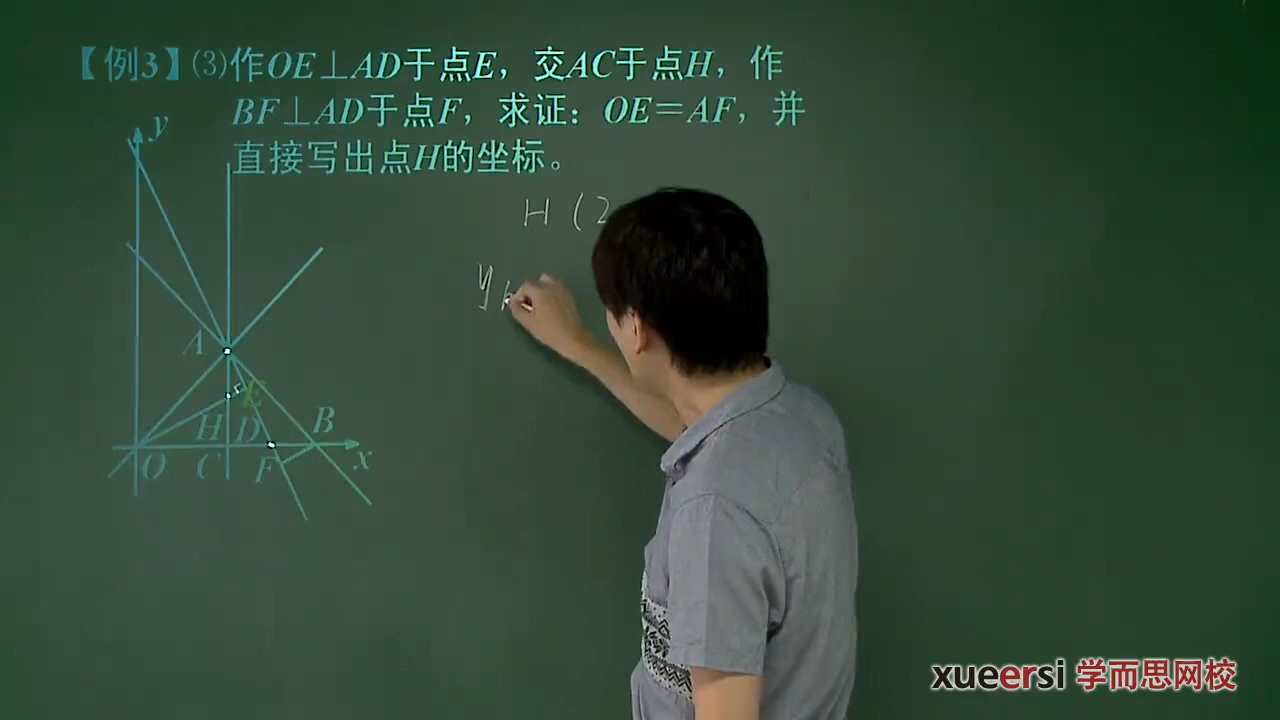 【例3】(3)作OE⊥AD于点E，交AC于点H，作
BF⊥AD于点F，求证：OE＝AF，并
直接写出点H的坐标。
H (2
y
y
A
E
H D B
O C F x
xueersi 学而思网校